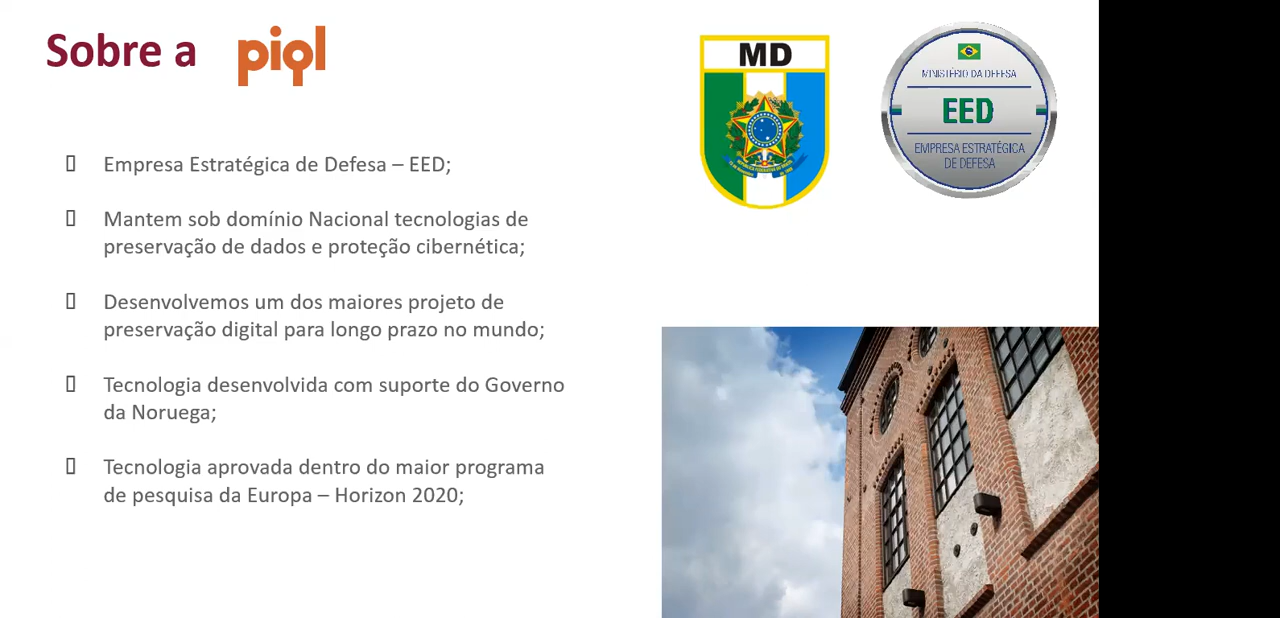 Sobre a piql
MD
MINISTÉRIO DA DEFESA
EED
EMPRESA ESTRATÉGICA
DE DEFESA
Empresa Estratégica de Defesa – EED;
Mantem sob domínio Nacional tecnologias de
preservação de dados e proteção cibernética;
Desenvolvemos um dos maiores projeto de
preservação digital para longo prazo no mundo;
Tecnologia desenvolvida com suporte do Governo
da Noruega;
Tecnologia aprovada dentro do maior programa
de pesquisa da Europa – Horizon 2020;